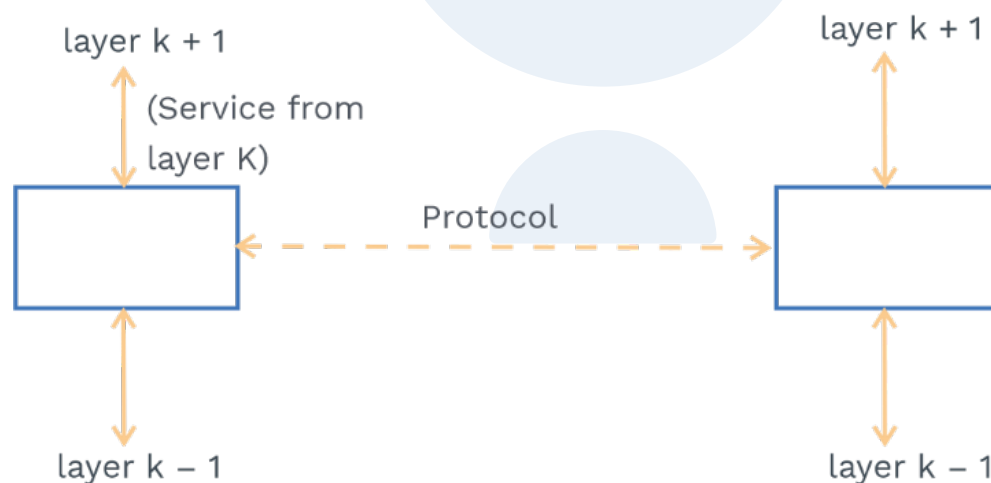 layer k + 1
layer k + 1
(Service from
layer K)
Protocol
layer k – 1
layer k – 1